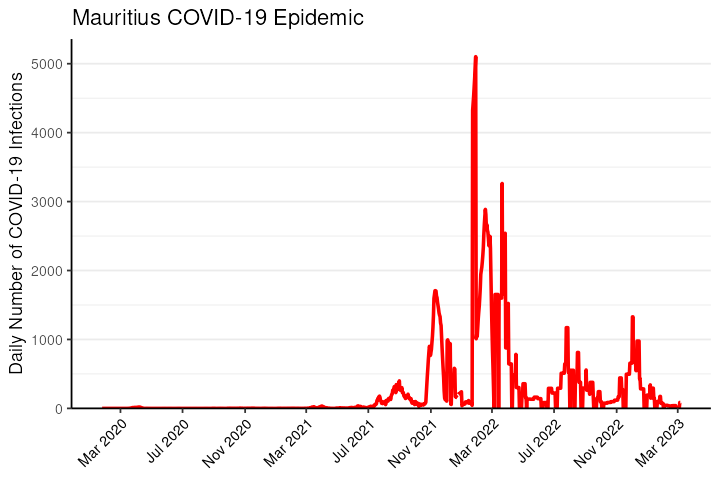 Mauritius COVID-19 Epidemic
Daily Number of COVID-19 Infections
5000
4000
3000
2000
1000
0
Mar 2020
Jul 2020
Nov 2020
Mar 2021
Jul 2021
Nov 2021
Mar 2022
Jul 2022
Nov 2022
Mar 2023